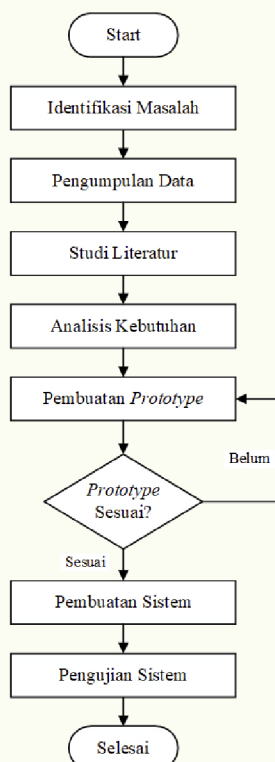 Start
Identifikasi Masalah
Pengumpulan Data
Studi Literatur
Analisis Kebutuhan
Pembuatan Prototype
Belum
Prototype
Sesuai?
Sesuai
Pembuatan Sistem
Pengujian Sistem
Selesai